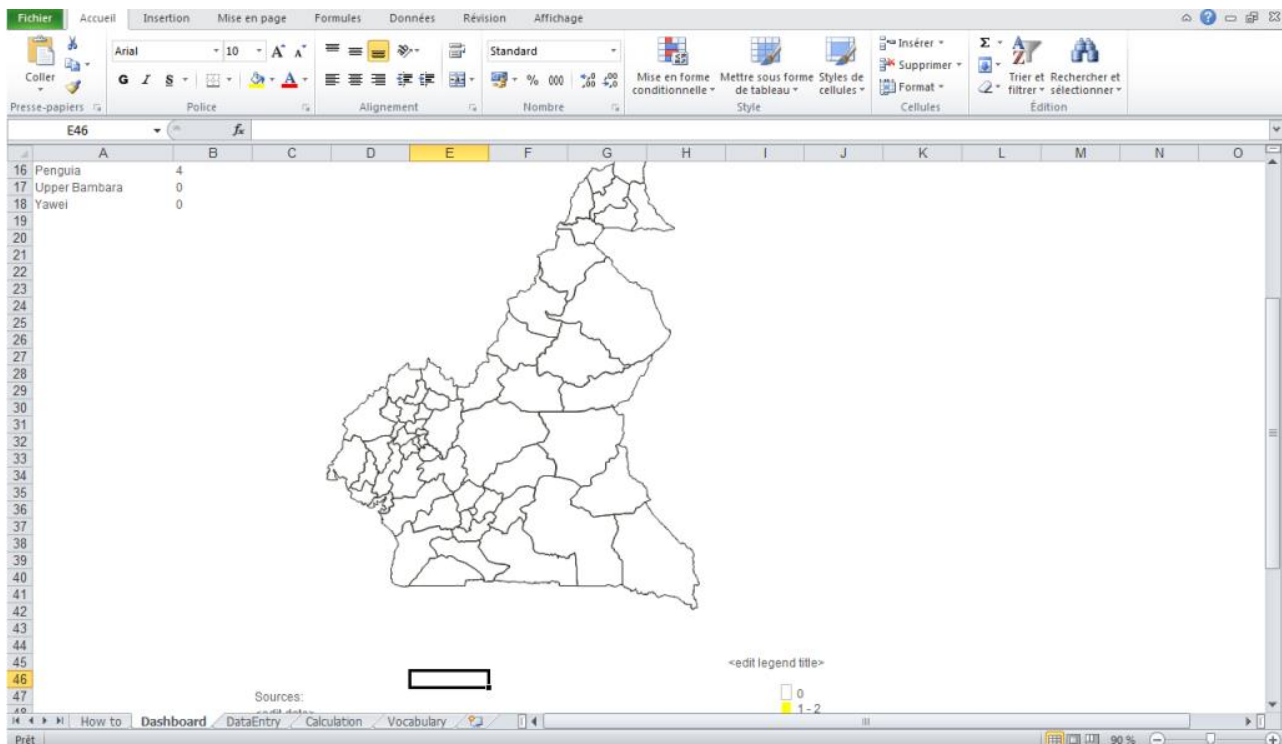 Fichier Accueil Insertion Mise en page Formules Données Révision Affichage
Coller
Arial 10 A A
G I S A
Standard
% 000
Mise en forme conditionnelle
Mettre sous forme de tableau
Styles de cellules
Insérer
Supprimer
Format
Σ
Trier et filtrer
Rechercher et sélectionner
Presse-papiers Police Alignement Nombre Style Cellules Édition
E46 fx
A B C D E F G H I J K L M N O
16 Penguia 4
17 Upper Bambara 0
18 Yawei 0
19
20
21
22
23
24
25
26
27
28
29
30
31
32
33
34
35
36
37
38
39
40
41
42
43
44
45 <edit legend title>
46
47 Sources: 0
48 <edit date> 1 - 2
How to Dashboard DataEntry Calculation Vocabulary
Prêt 90 %